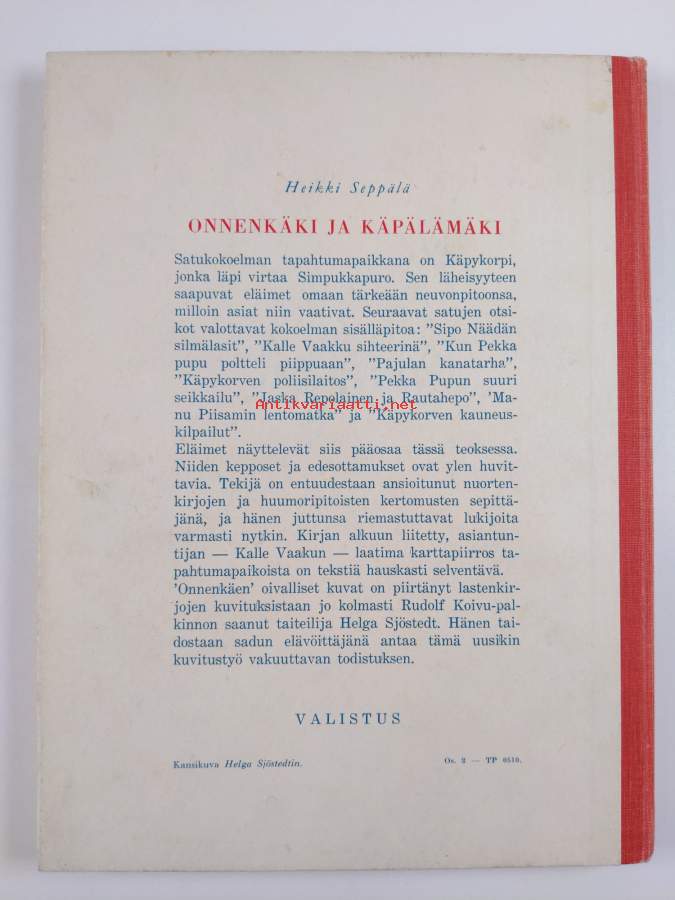 Heikki Seppälä
ONNENKÄKI JA KÄPÄLÄMÄKI
Satukokoelman tapahtumapaikkana on Käpykorpi,
jonka läpi virtaa Simpukkapuro. Sen läheisyyteen
saapuvat eläimet omaan tärkeään neuvonpitoonsa,
milloin asiat niin vaativat. Seuraavat satujen otsi-
kot valottavat kokoelman sisälläpitoa: ”Sipo Näädän
silmälasit”, ”Kalle Vaakku sihteerinä”, ”Kun Pekka
pupu poltteli piippuaan”, ”Pajulan kanatarha”,
”Käpykorven poliisilaitos”, ”Pekka Pupun suuri
seikkailu”, ”Jaska Repolainen ja Rautahepo”, ’Ma-
Antikvariaatti.net
nu Piisamin lentomatka” ja ”Käpykorven kauneus-
kilpailut”.
Eläimet näyttelevät siis pääosaa tässä teoksessa.
Niiden kepposet ja edesottamukset ovat ylen huvit-
tavia. Tekijä on entuudestaan ansioitunut nuorten-
kirjojen ja huumoripitoisten kertomusten sepittä-
jänä, ja hänen juttunsa riemastuttavat lukijoita
varmasti nytkin. Kirjan alkuun liitetty, asiantun-
tijan — Kalle Vaakun — laatima karttapiirros ta-
pahtumapaikoista on tekstiä hauskasti selventävä.
’Onnenkäen’ oivalliset kuvat on piirtänyt lastenkir-
jojen kuvituksistaan jo kolmasti Rudolf Koivu-pal-
kinnon saanut taiteilija Helga Sjöstedt. Hänen tai-
dostaan sadun elävöittäjänä antaa tämä uusikin
kuvitustyö vakuuttavan todistuksen.
VALISTUS
Kansikuva Helga Sjöstedtin.
Os. 2 — TP 0510.